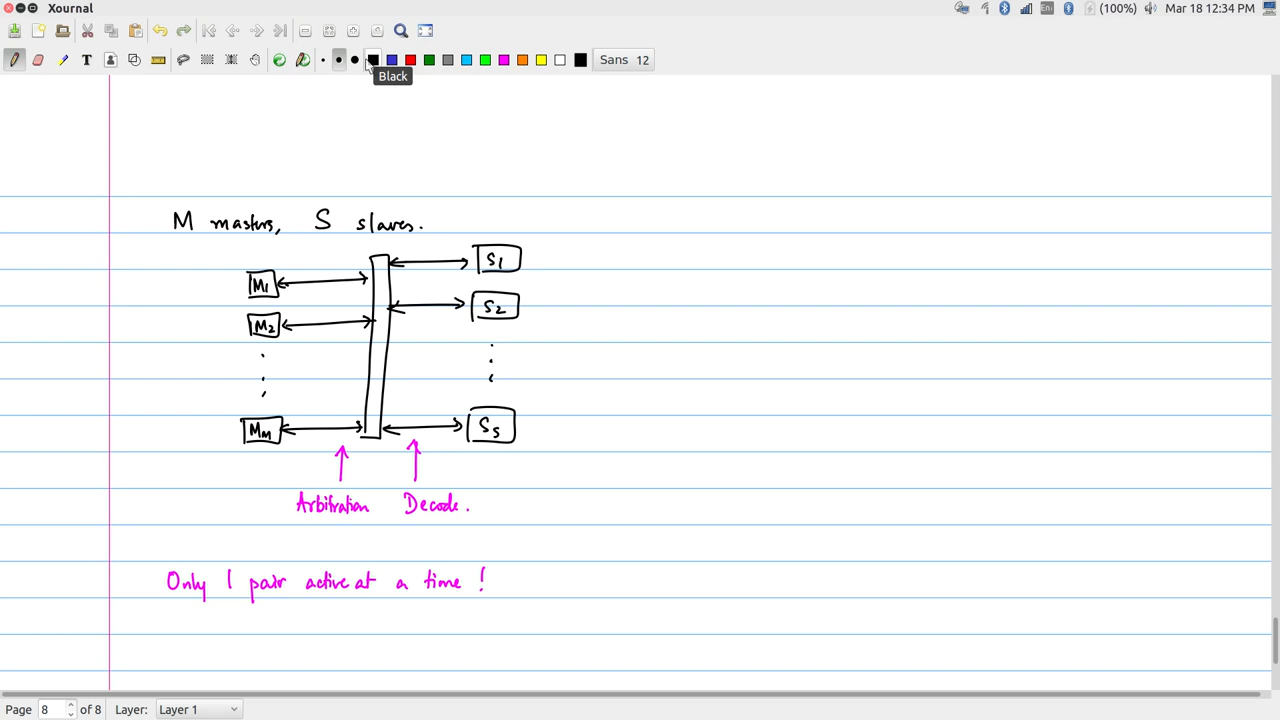 Xournal
(100%) Mar 18 12:34 PM
En
T
Sans 12
Black
M masters, S slaves.
M1
S1
M2
S2
Mm
Ss
Arbitration Decode.
Only 1 pair active at a time !
Page 8 of 8 Layer: Layer 1